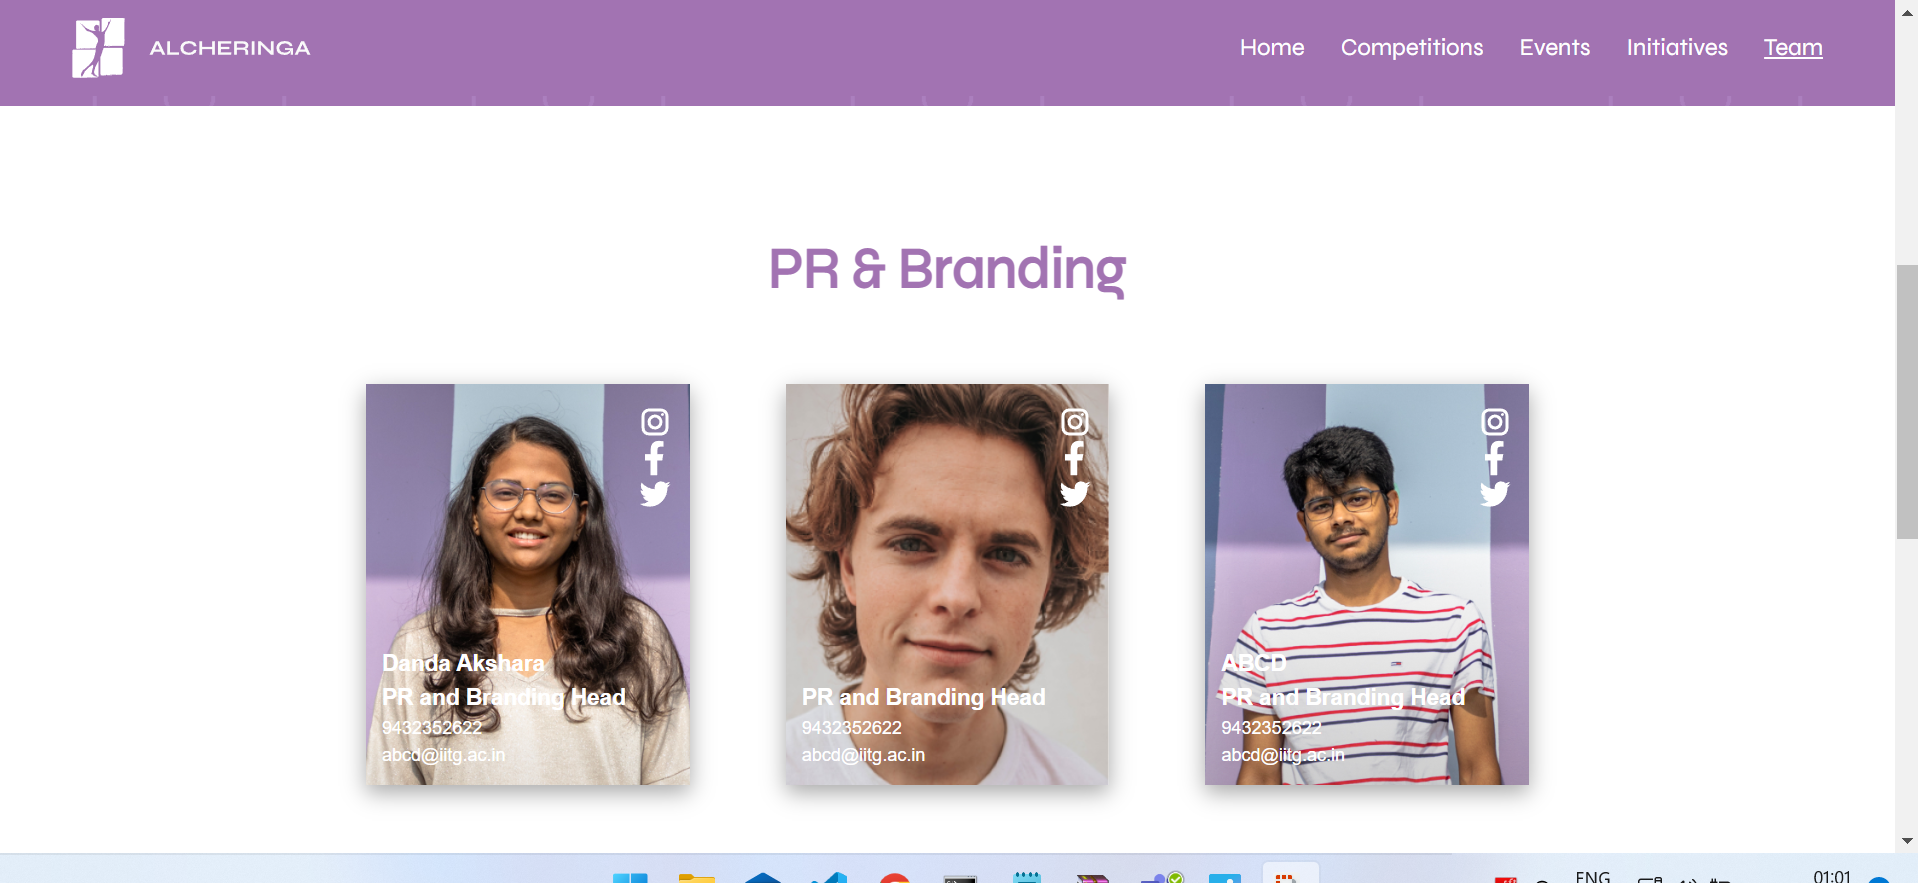 ALCHERINGA
Home Competitions Events Initiatives Team
PR & Branding
Danda Akshara
PR and Branding Head
9432352622
abcd@iitg.ac.in
PR and Branding Head
9432352622
abcd@iitg.ac.in
ABCD
PR and Branding Head
9432352622
abcd@iitg.ac.in
ENG
01:01